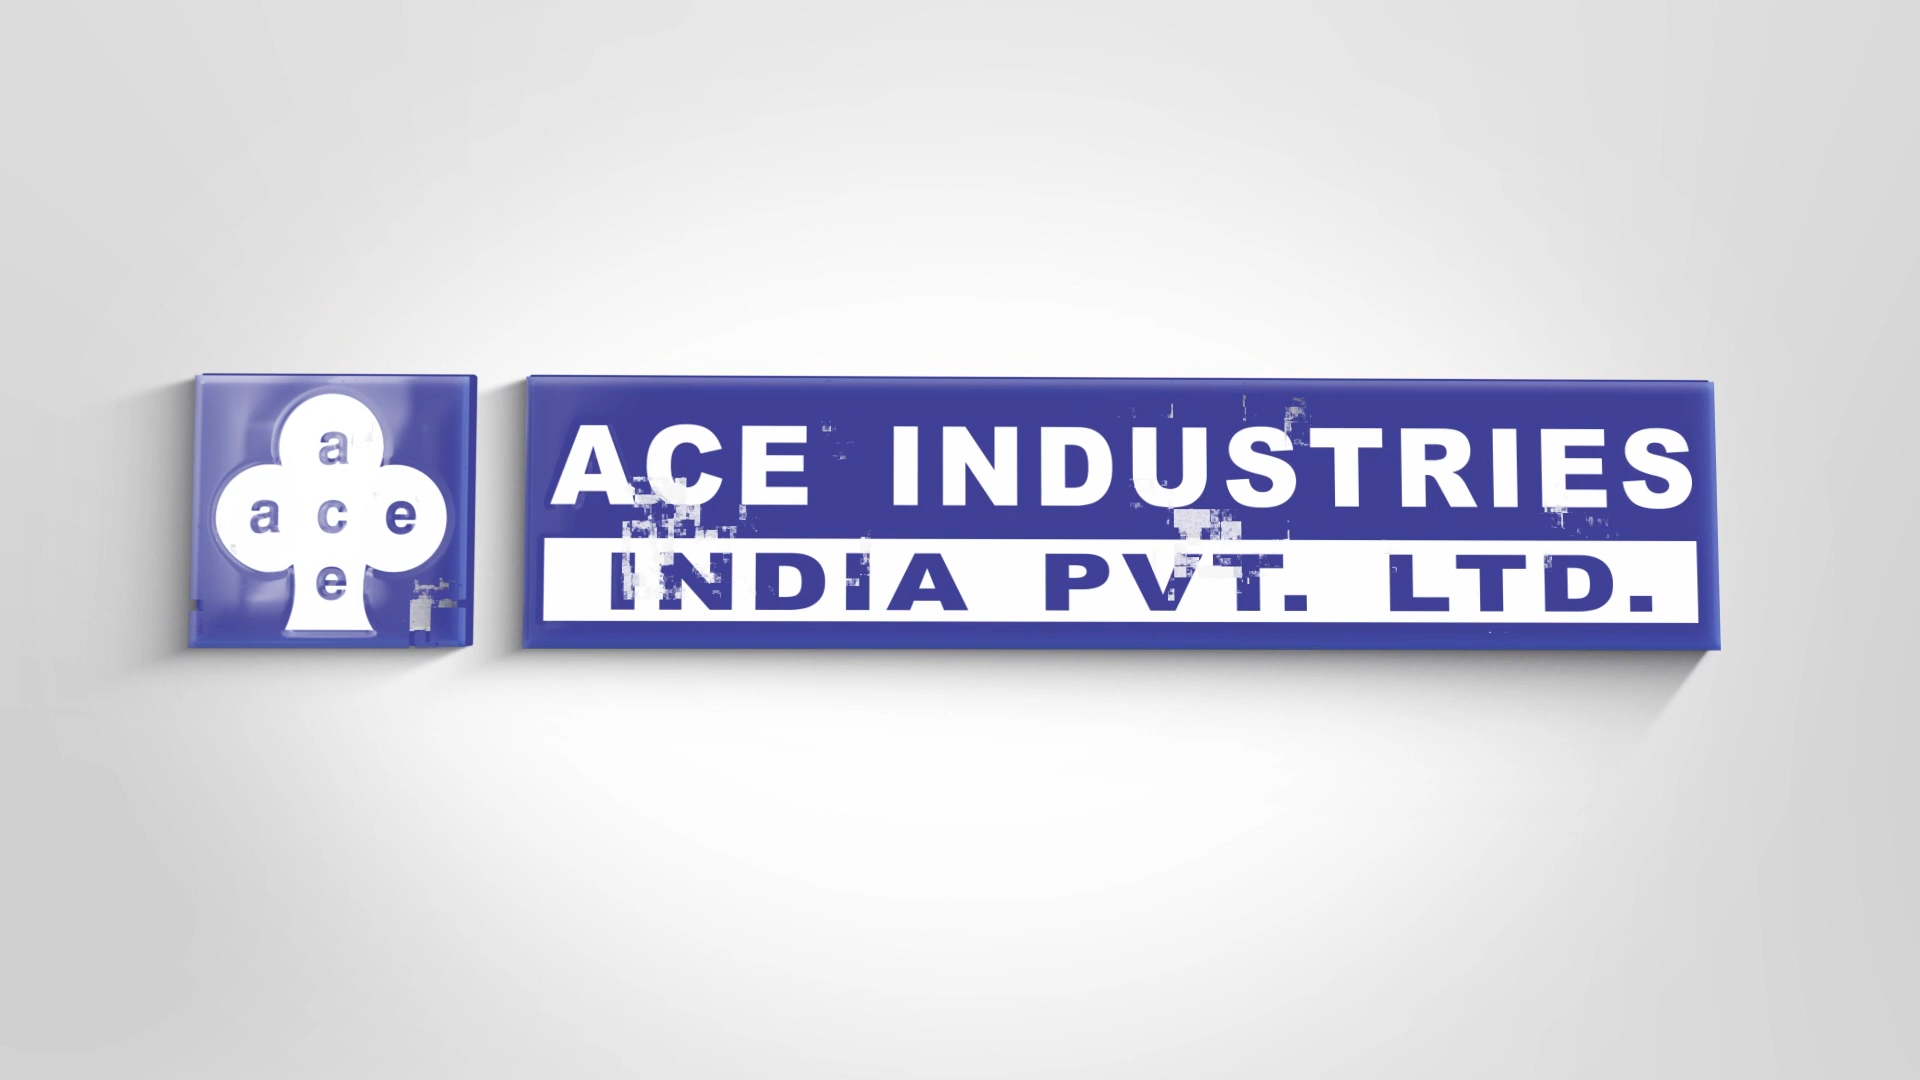 a
a c e
e
ACE INDUSTRIES
INDIA PVT. LTD.